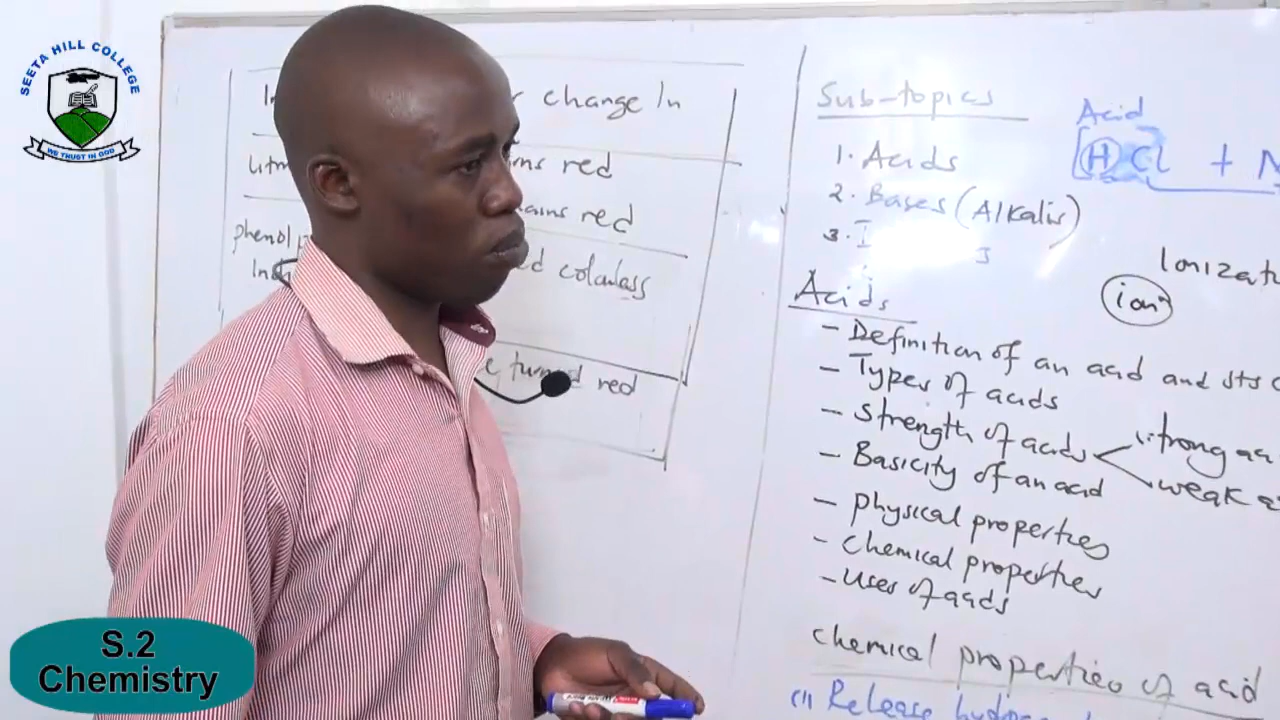 SEETA HILL COLLEGE
WE TRUST IN GOD
change In
red
red
phenolp
colourless
turned red
Sub-topics
1. Acids
2. Bases (Alkalis)
3. I
Acid
HCl + N
ion
Acids
- Definition of an acid and its
- Types of acids
- Strength of acids
strong
weak
- Basicity of an acid
- physical properties
- chemical properties
- Uses of acids
chemical properties of acid
(1) Release
S.2
Chemistry